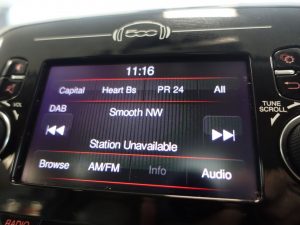 500
11:16
Capital Heart Bs PR 24 All
DAB Smooth NW
VOL
TUNE
SCROLL
Station Unavailable
Browse AM/FM Info Audio
RADIO